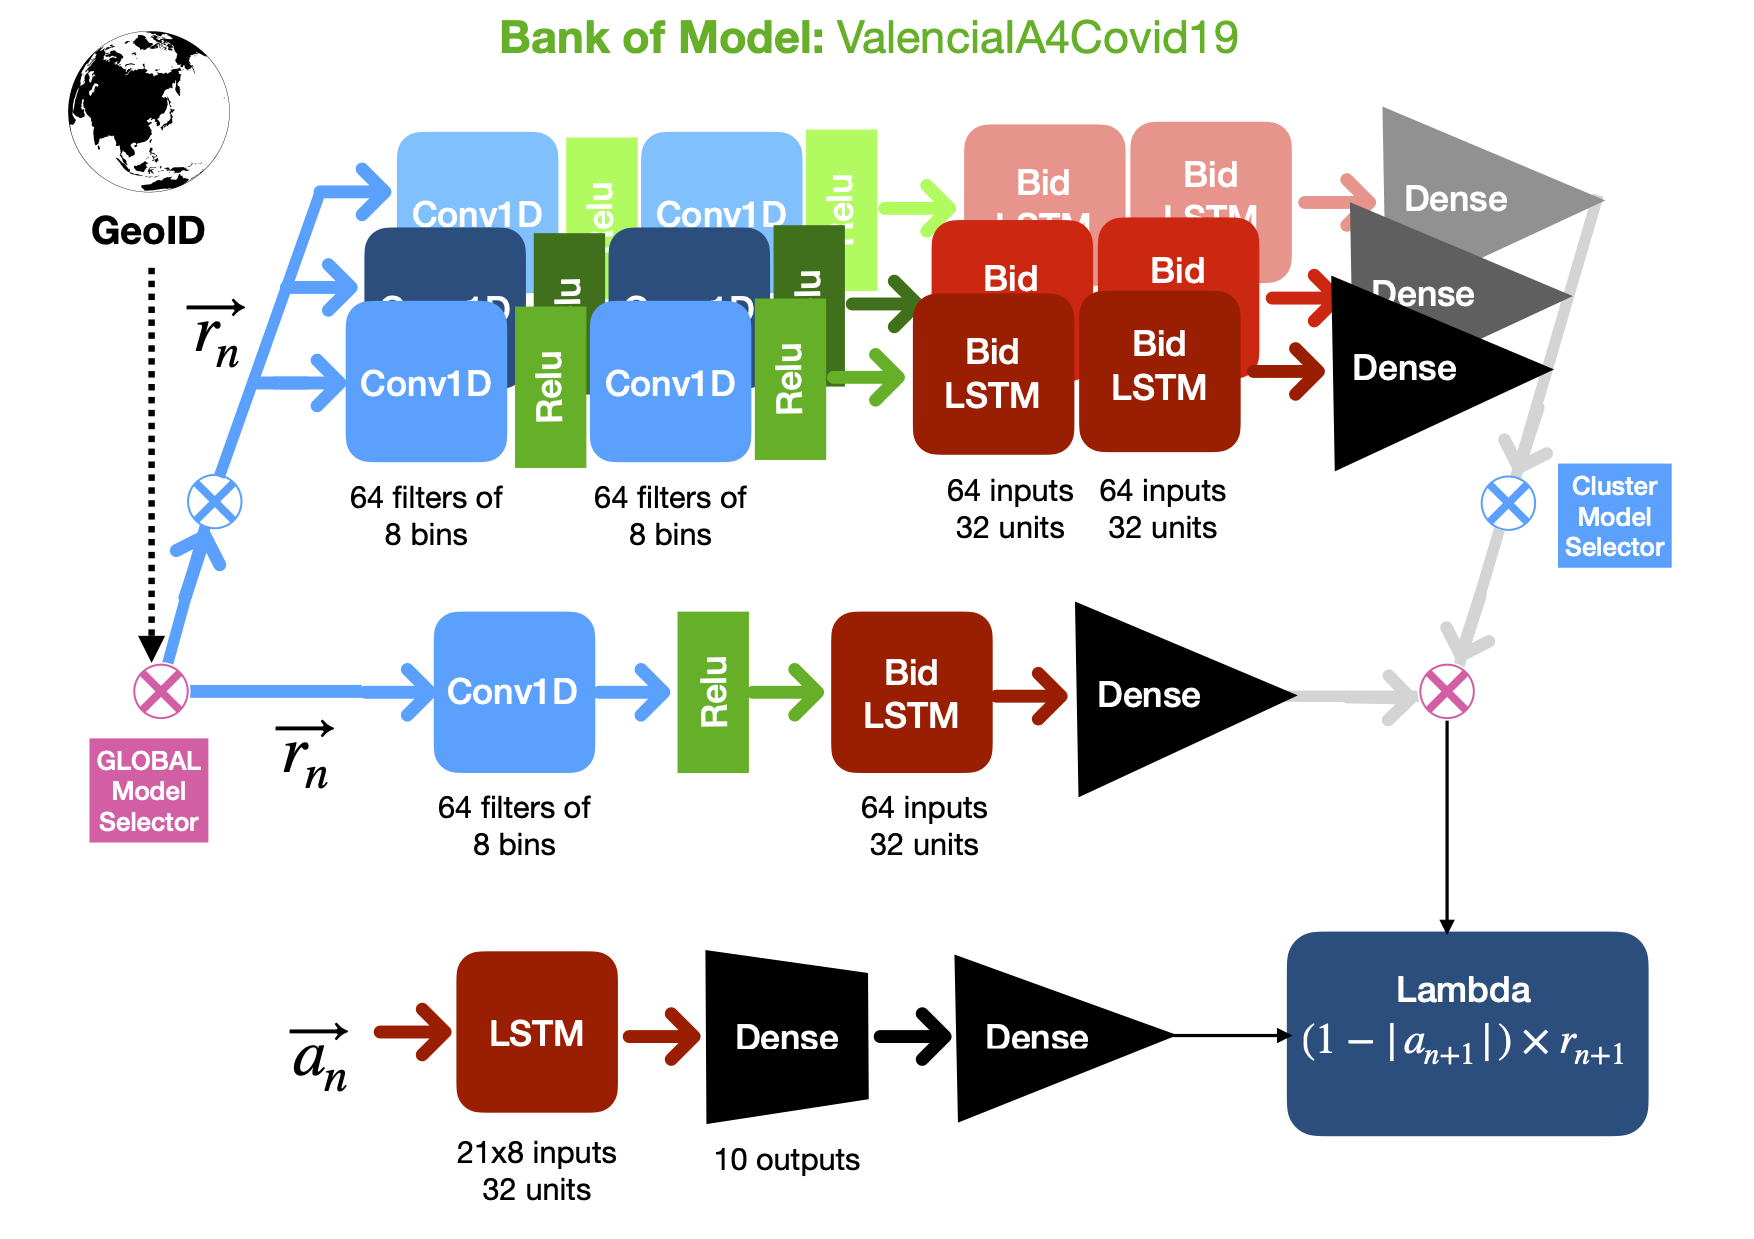 Bank of Model: ValenciaIA4Covid19
GeoID
Conv1D
Relu
Conv1D
Relu
Bid
LSTM
Bid
LSTM
Dense
Conv1D
Relu
Conv1D
Relu
Bid
Bid
Dense
Conv1D
Relu
Conv1D
Relu
Bid
LSTM
Bid
LSTM
Dense
64 filters of
8 bins
64 filters of
8 bins
64 inputs
32 units
64 inputs
32 units
Cluster
Model
Selector
\overrightarrow{r_n}
GLOBAL
Model
Selector
\overrightarrow{r_n}
Conv1D
Relu
Bid
LSTM
Dense
64 filters of
8 bins
64 inputs
32 units
\overrightarrow{a_n}
LSTM
Dense
Dense
21x8 inputs
32 units
10 outputs
Lambda
(1 − |a_{n+1}|) × r_{n+1}